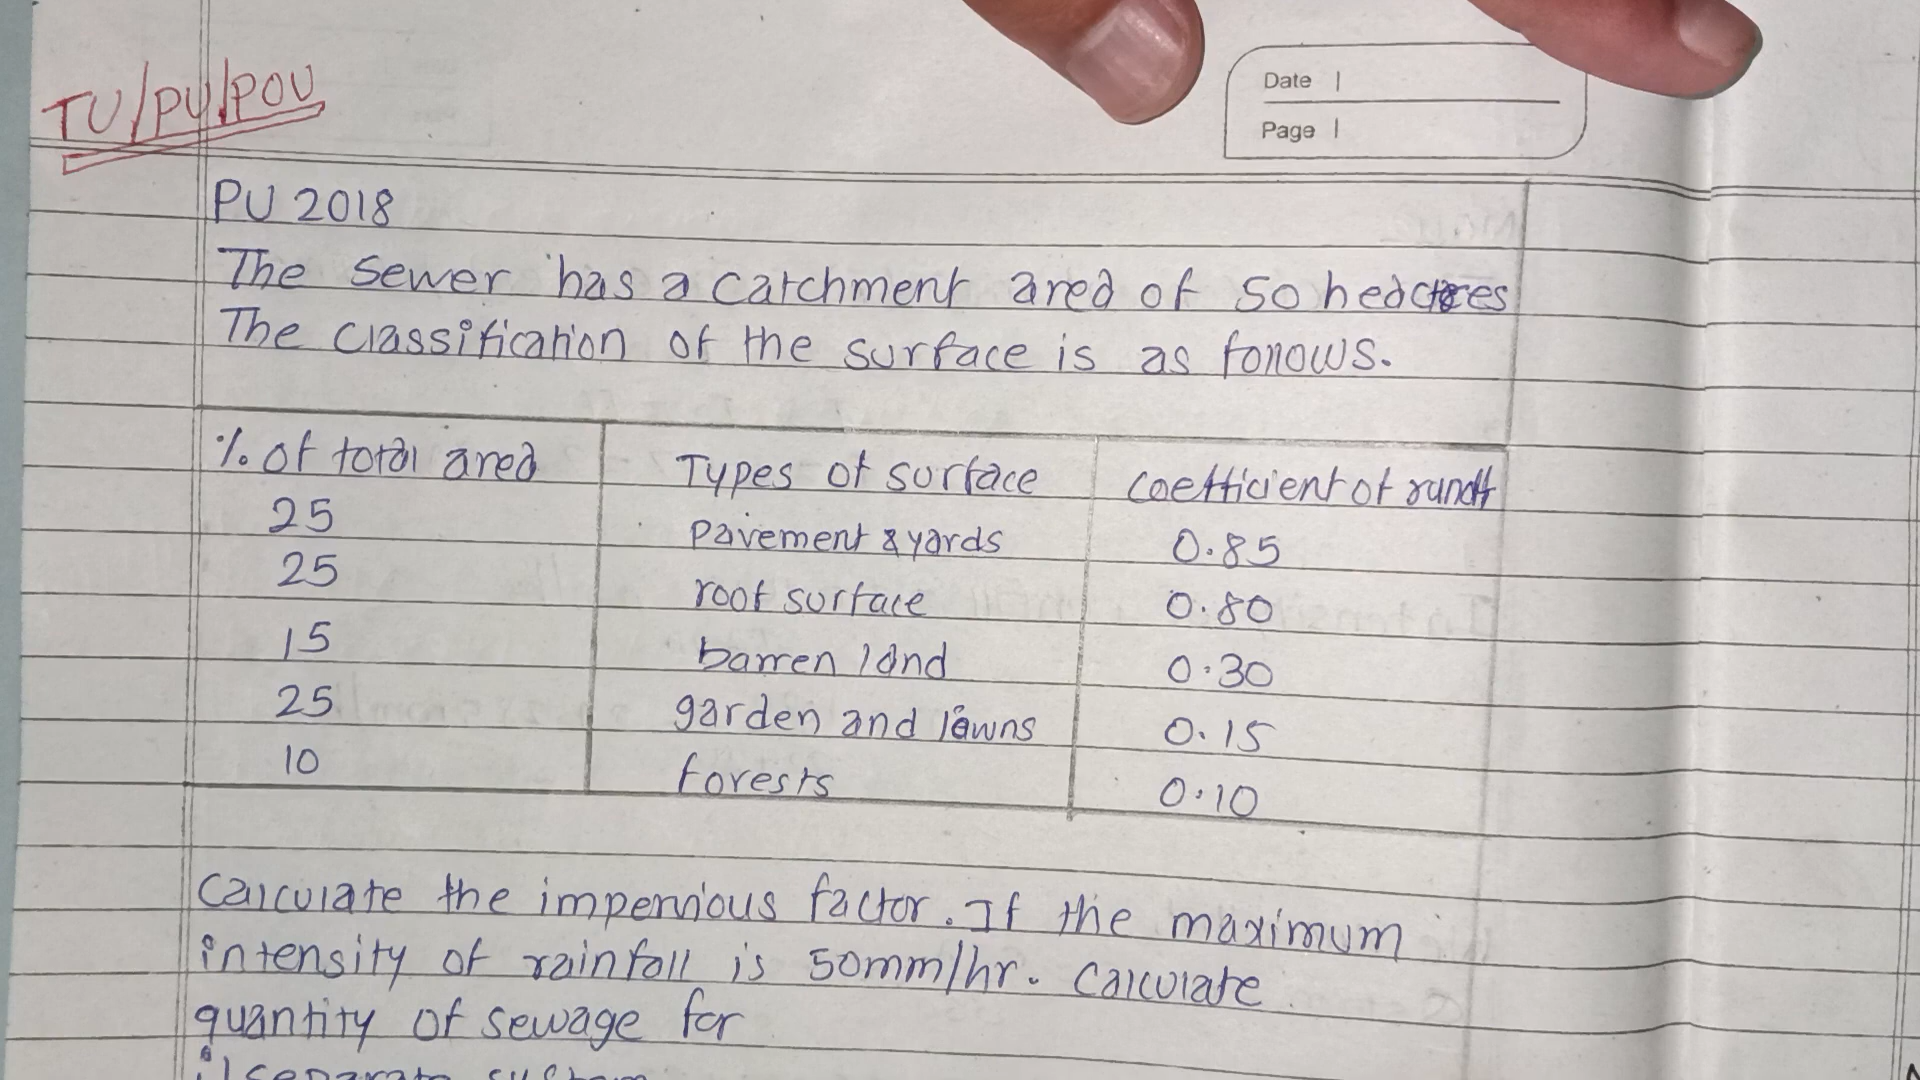 TU/PU/POU
Date
Page
PU 2018
The sewer has a catchment area of 50 heactres
The classification of the surface is as follows.
% of total area Types of surface coefficient of runoff
25 pavement & yards 0.85
25 roof surface 0.80
15 barren land 0.30
25 garden and lawns 0.15
10 forests 0.10
Calculate the impervious factor. If the maximum
intensity of rainfall is 50mm/hr. Calculate
quantity of sewage for
i) separate system